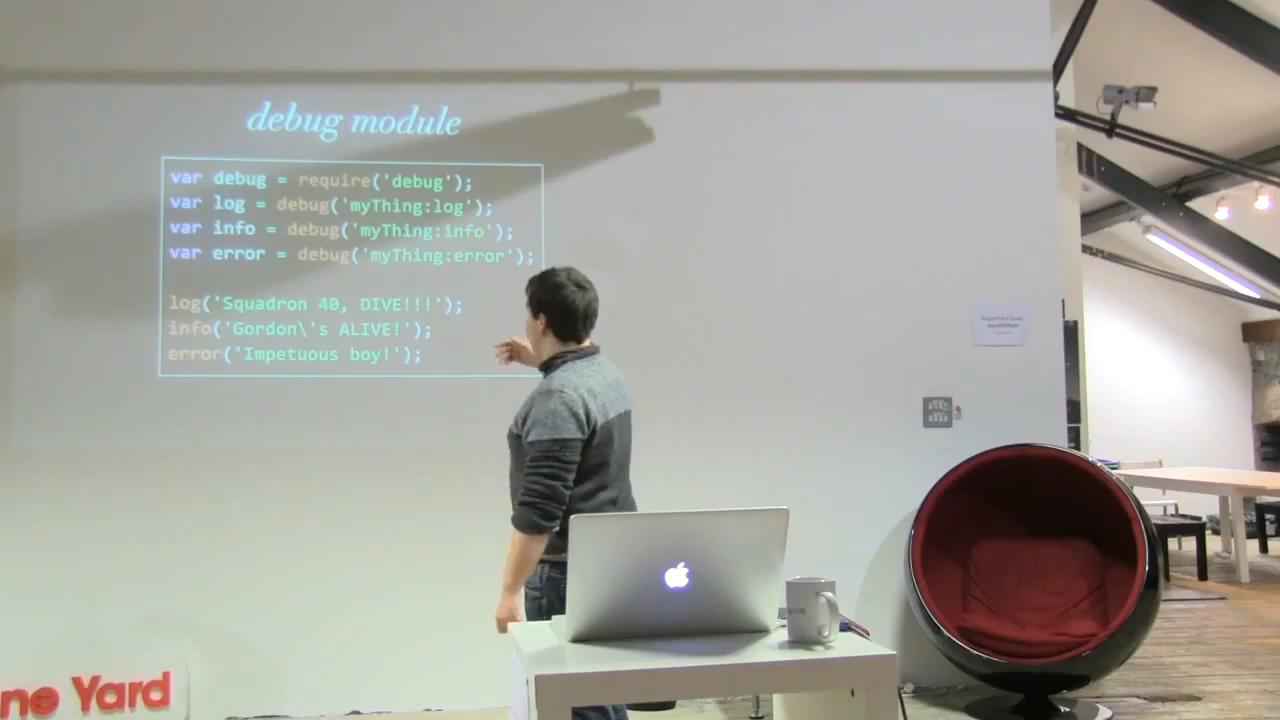 debug module
var debug = require('debug');
var log = debug('myThing:log');
var info = debug('myThing:info');
var error = debug('myThing:error');
log('Squadron 40, DIVE!!!');
info('Gordon\'s ALIVE!');
error('Impetuous boy!');
ne Yard